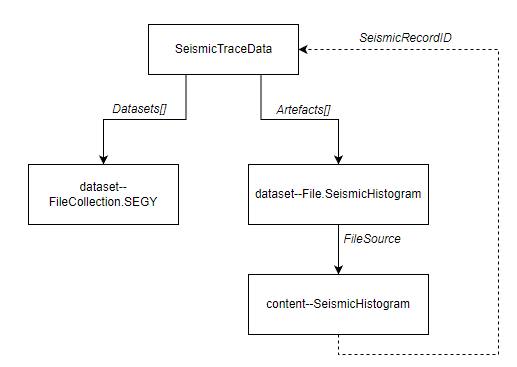 SeismicRecordID
SeismicTraceData
Datasets[]
Artefacts[]
dataset--
FileCollection.SEGY
dataset--File.SeismicHistogram
FileSource
content--SeismicHistogram